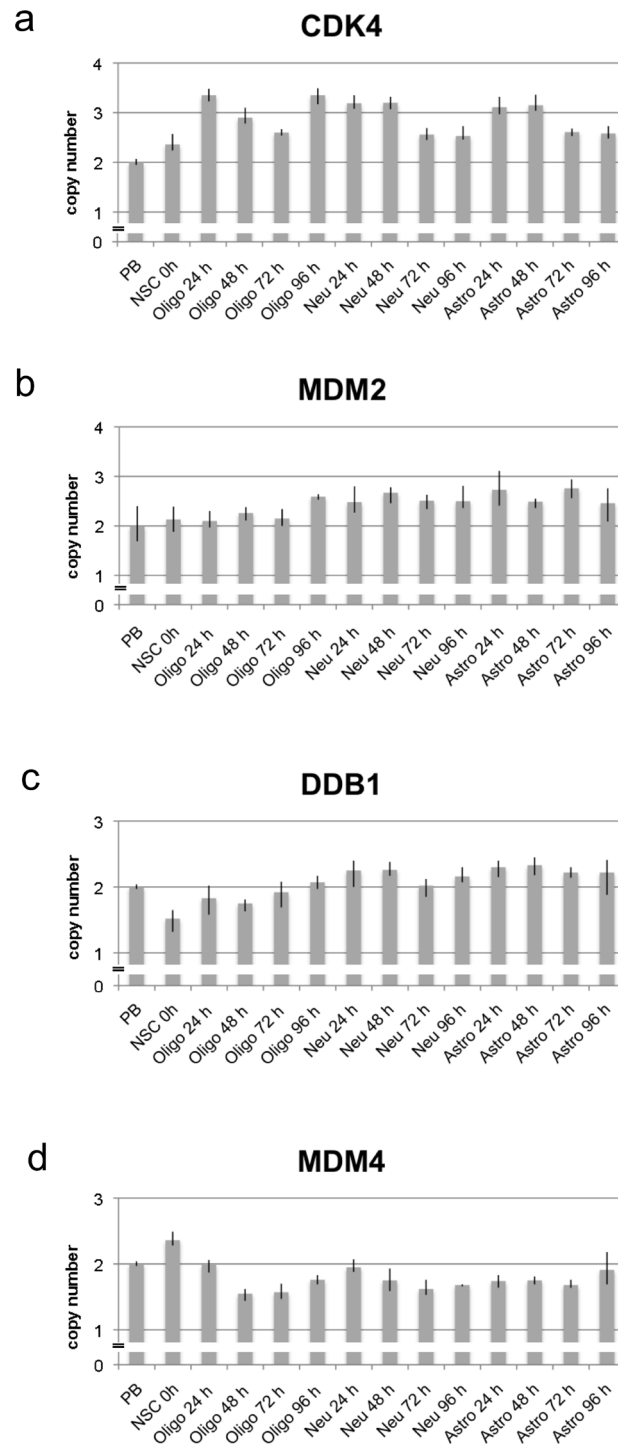 a
CDK4
copy number
4
3
2
1
0
PB
NSC 0h
Oligo 24 h
Oligo 48 h
Oligo 72 h
Oligo 96 h
Neu 24 h
Neu 48 h
Neu 72 h
Neu 96 h
Astro 24 h
Astro 48 h
Astro 72 h
Astro 96 h
b
MDM2
copy number
4
3
2
1
0
PB
NSC 0h
Oligo 24 h
Oligo 48 h
Oligo 72 h
Oligo 96 h
Neu 24 h
Neu 48 h
Neu 72 h
Neu 96 h
Astro 24 h
Astro 48 h
Astro 72 h
Astro 96 h
c
DDB1
copy number
3
2
1
0
PB
NSC 0h
Oligo 24 h
Oligo 48 h
Oligo 72 h
Oligo 96 h
Neu 24 h
Neu 48 h
Neu 72 h
Neu 96 h
Astro 24 h
Astro 48 h
Astro 72 h
Astro 96 h
d
MDM4
copy number
3
2
1
0
PB
NSC 0h
Oligo 24 h
Oligo 48 h
Oligo 72 h
Oligo 96 h
Neu 24 h
Neu 48 h
Neu 72 h
Neu 96 h
Astro 24 h
Astro 48 h
Astro 72 h
Astro 96 h